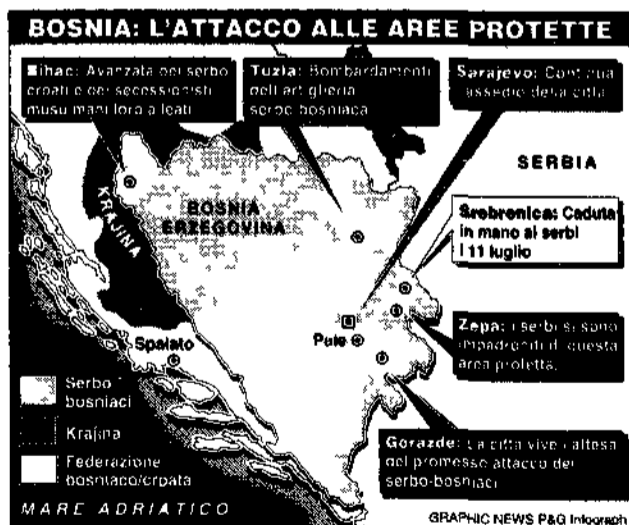 BOSNIA: L'ATTACCO ALLE AREE PROTETTE
Bihac: Avanzata dei serbo
croati e dei secessionisti
musulmani loro alleati
Tuzla: Bombardamenti
dell'artiglieria
serbo bosniaca
Sarajevo: Continua
l'assedio della città
SERBIA
KRAJINA
BOSNIA
ERZEGOVINA
Srebrenica: Caduta
in mano ai serbi
l'11 luglio
Zepa: i serbi si sono
impadroniti di questa
area protetta.
Pale
Spalato
Serbo
bosniaci
Krajina
Federazione
bosniaco/croata
Gorazde: La città vive l'attesa
del promesso attacco dei
serbo-bosniaci
MARE ADRIATICO
GRAPHIC NEWS P&G Infograph